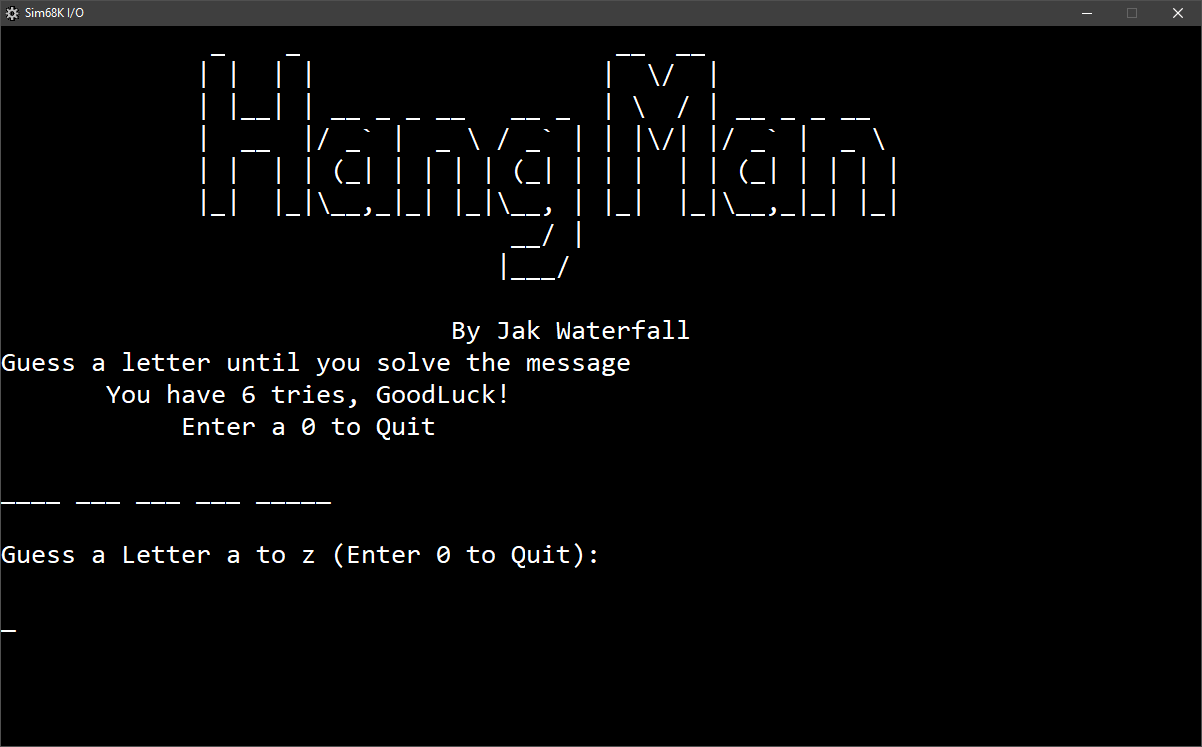 Sim68K I/O
HangMan
By Jak Waterfall
Guess a letter until you solve the message
You have 6 tries, GoodLuck!
Enter a 0 to Quit
____ ___ ___ ___ _____
Guess a Letter a to z (Enter 0 to Quit):
_